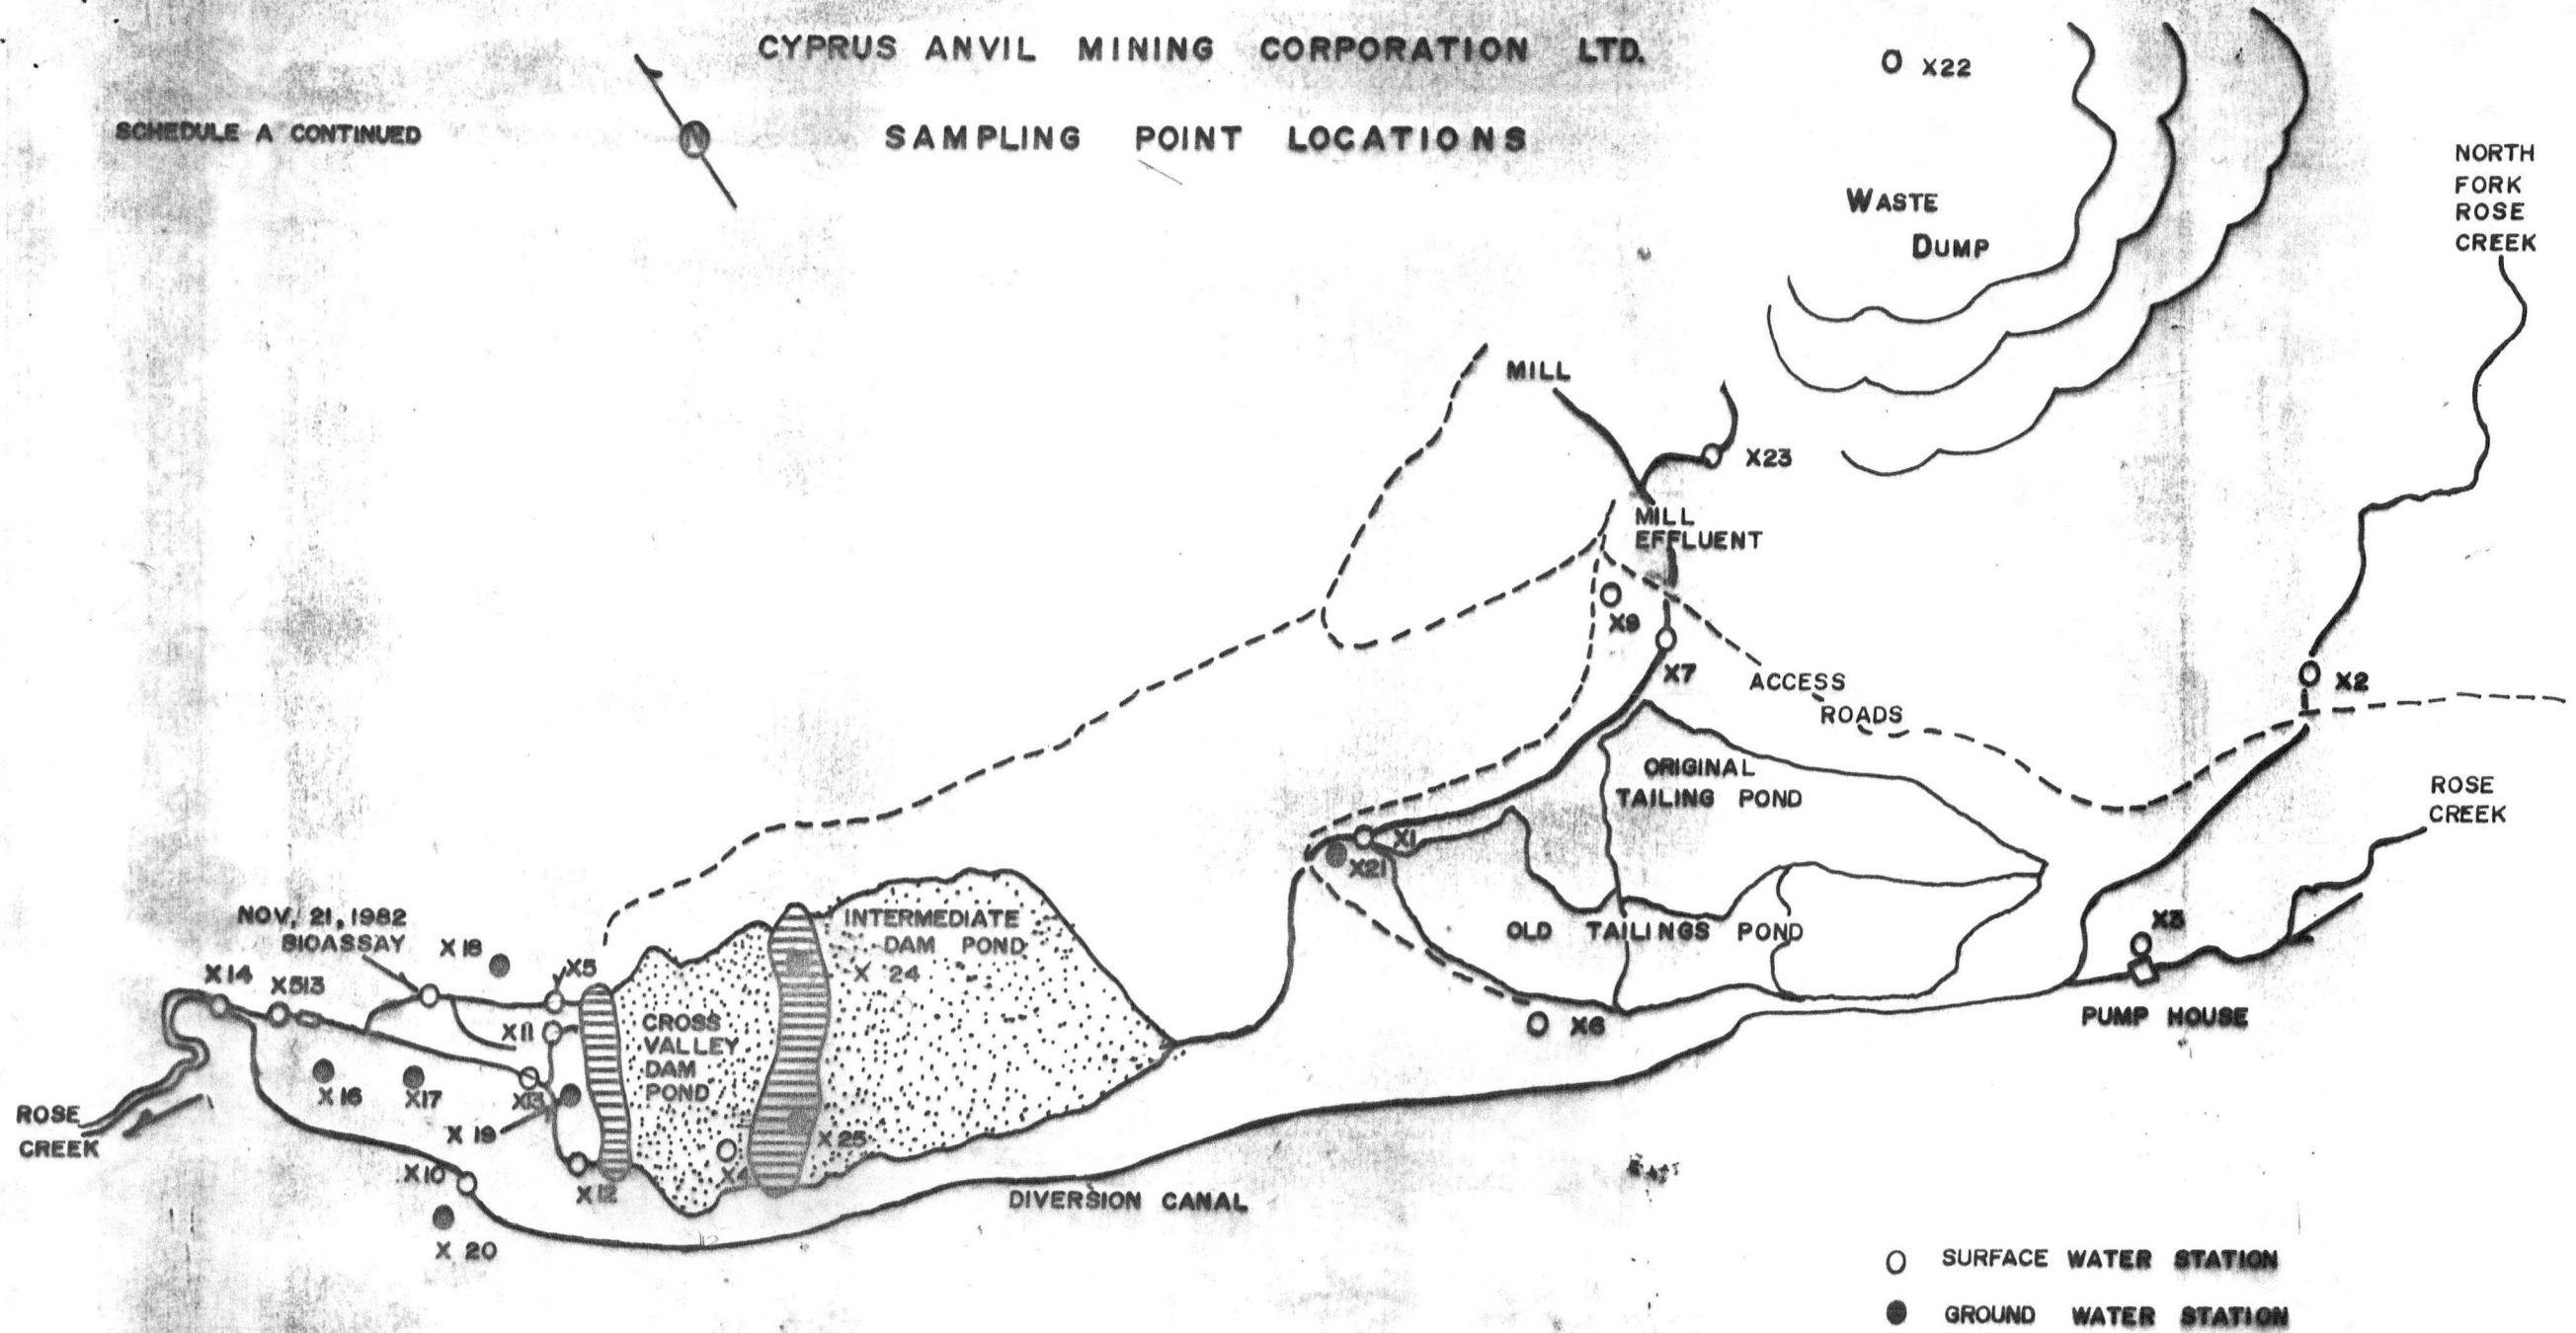 CYPRUS ANVIL MINING CORPORATION LTD.
SCHEDULE A CONTINUED
N
SAMPLING POINT LOCATIONS
X22
WASTE
DUMP
NORTH
FORK
ROSE
CREEK
MILL
X23
MILL
EFFLUENT
X9
X7
ACCESS
ROADS
X2
ORIGINAL
TAILING POND
ROSE
CREEK
X1
X21
OLD TAILINGS POND
X3
PUMP HOUSE
X6
NOV. 21, 1982
BIOASSAY
X18
X5
X14
X513
X11
INTERMEDIATE
DAM POND
X 24
CROSS
VALLEY
DAM
POND
X16
X17
X13
X 19
X 25
X4
ROSE
CREEK
X10
X12
X 20
DIVERSION CANAL
SURFACE WATER STATION
GROUND WATER STATION